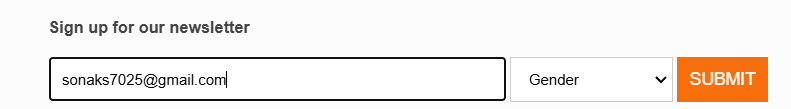 Sign up for our newsletter
sonaks7025@gmail.com Gender SUBMIT